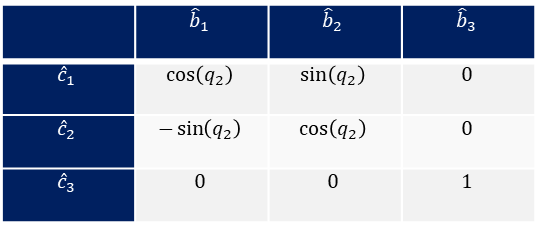 b̂₁ b̂₂ b̂₃
ĉ₁ cos(q₂) sin(q₂) 0
ĉ₂ − sin(q₂) cos(q₂) 0
ĉ₃ 0 0 1